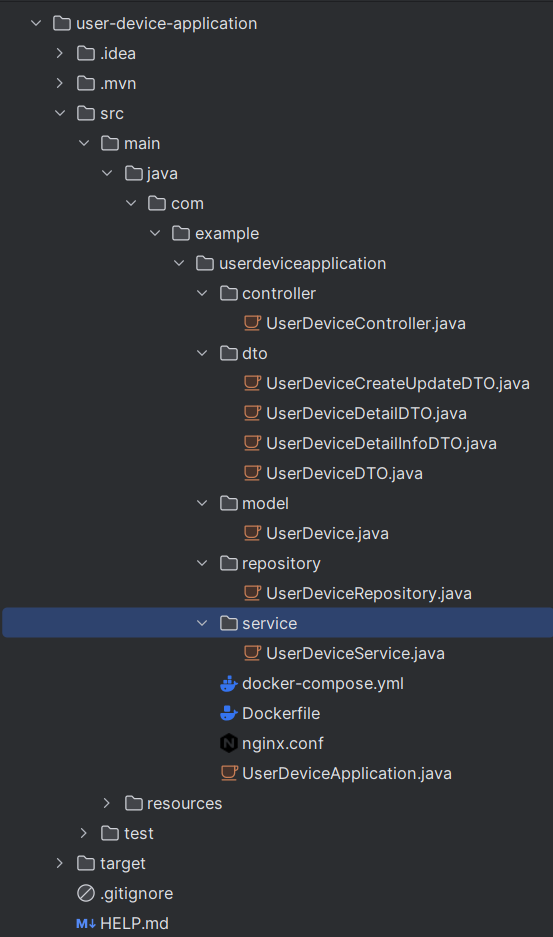 user-device-application
.idea
.mvn
src
main
java
com
example
userdeviceapplication
controller
UserDeviceController.java
dto
UserDeviceCreateUpdateDTO.java
UserDeviceDetailDTO.java
UserDeviceDetailInfoDTO.java
UserDeviceDTO.java
model
UserDevice.java
repository
UserDeviceRepository.java
service
UserDeviceService.java
docker-compose.yml
Dockerfile
nginx.conf
UserDeviceApplication.java
resources
test
target
.gitignore
M↓ HELP.md